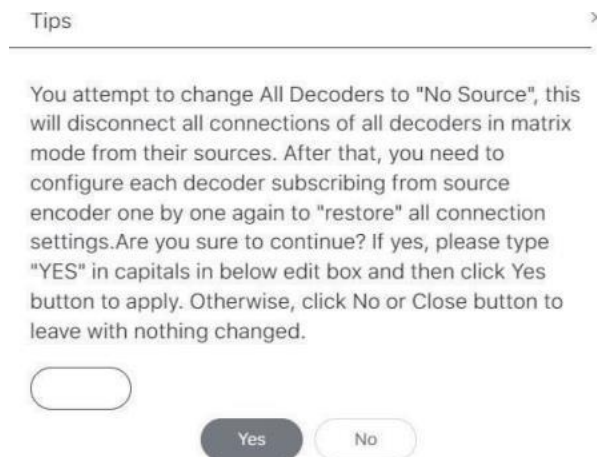 Tips
You attempt to change All Decoders to "No Source", this
will disconnect all connections of all decoders in matrix
mode from their sources. After that, you need to
configure each decoder subscribing from source
encoder one by one again to "restore" all connection
settings.Are you sure to continue? If yes, please type
"YES" in capitals in below edit box and then click Yes
button to apply. Otherwise, click No or Close button to
leave with nothing changed.
Yes No